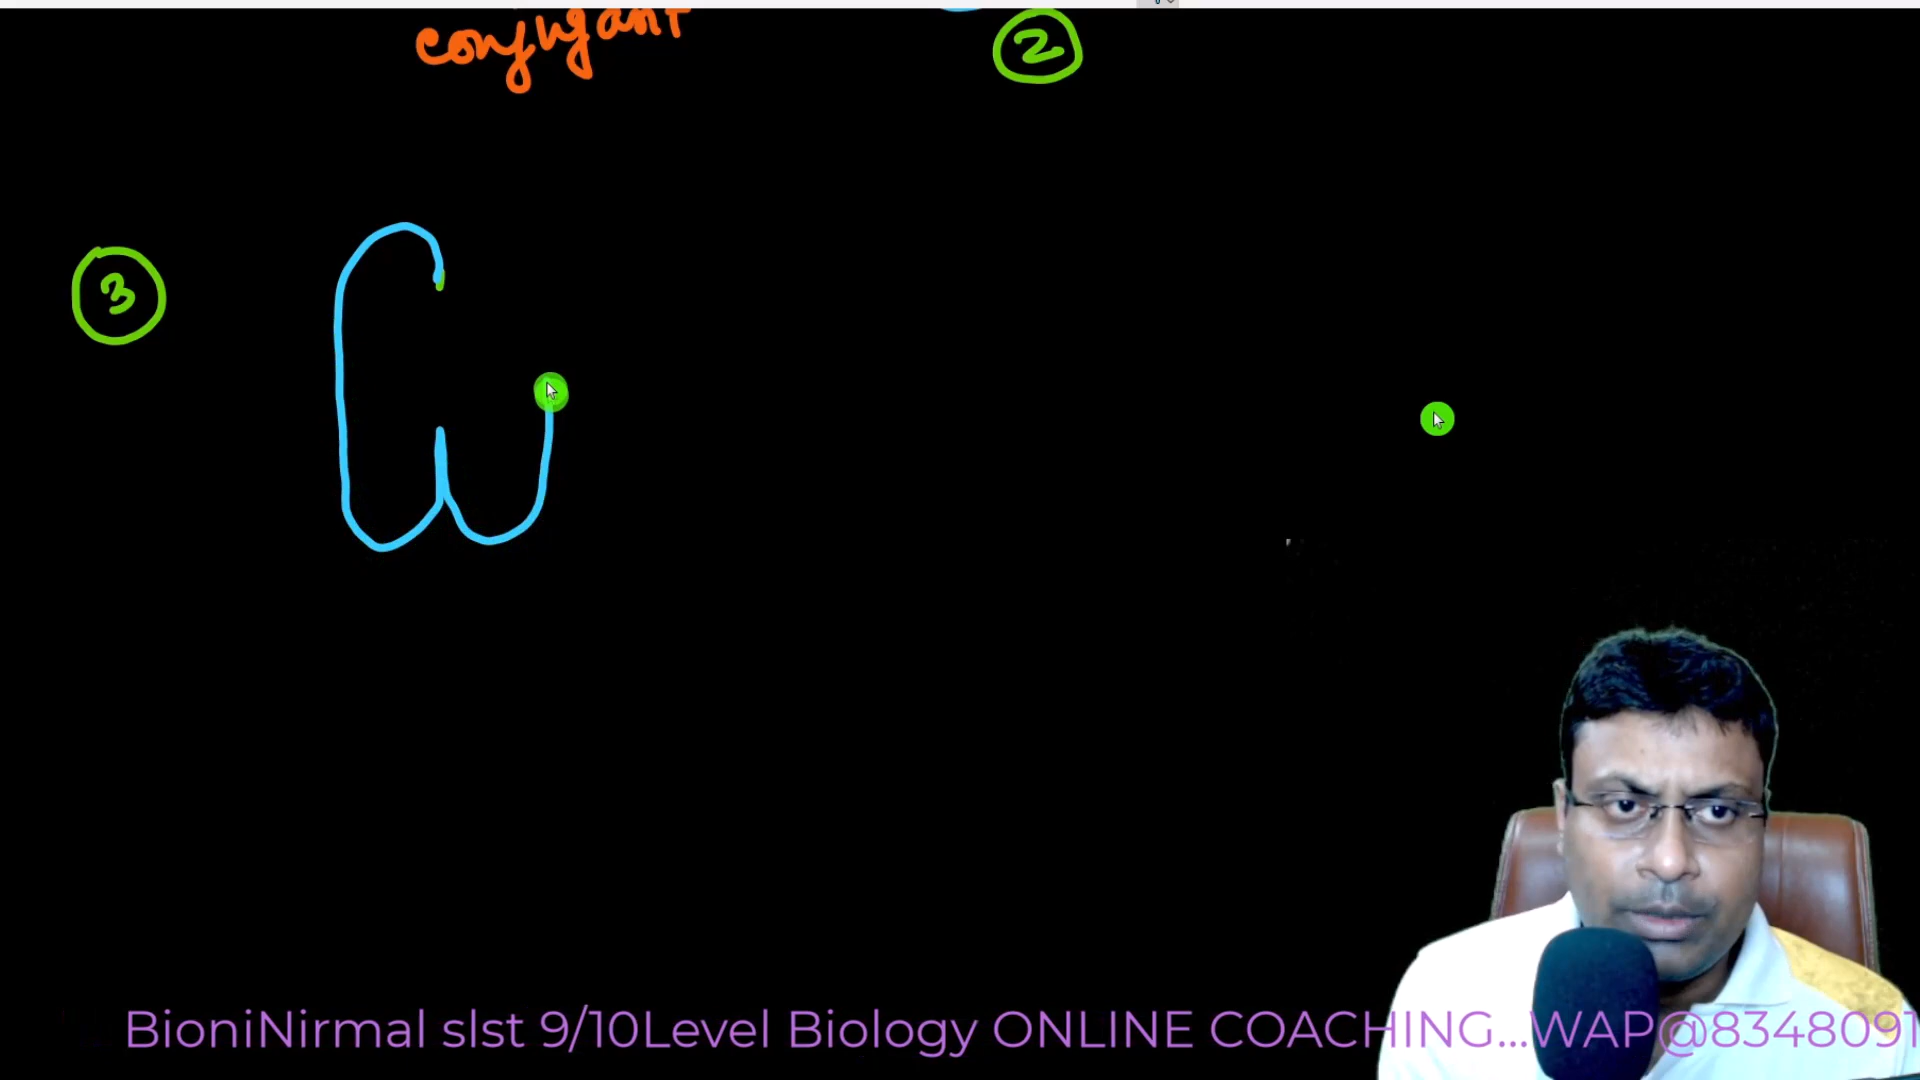 conjugant
2
3
BioniNirmal slst 9/10Level Biology ONLINE COACHING...WAP@8348091